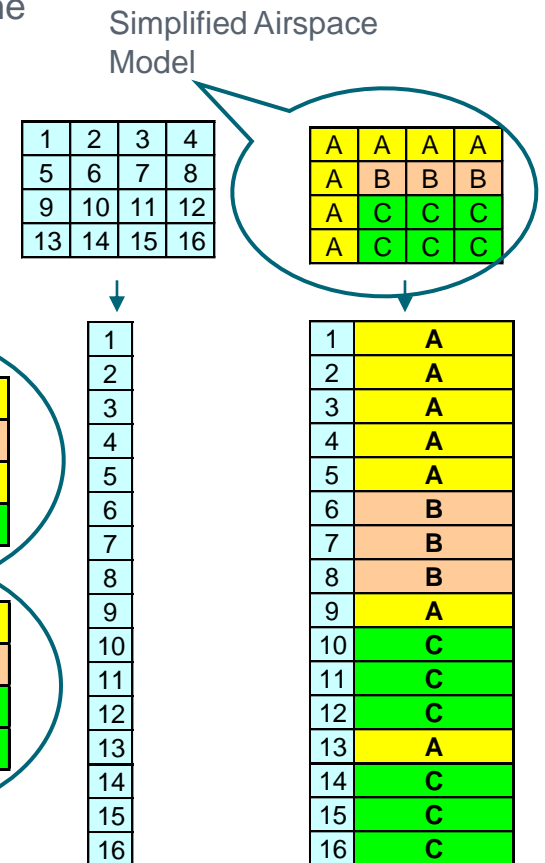 ne
Simplified Airspace
Model
1 2 3 4
5 6 7 8
9 10 11 12
13 14 15 16
A A A A
A B B B
A C C C
A C C C
1
2
3
4
5
6
7
8
9
10
11
12
13
14
15
16
1 A
2 A
3 A
4 A
5 A
6 B
7 B
8 B
9 A
10 C
11 C
12 C
13 A
14 C
15 C
16 C